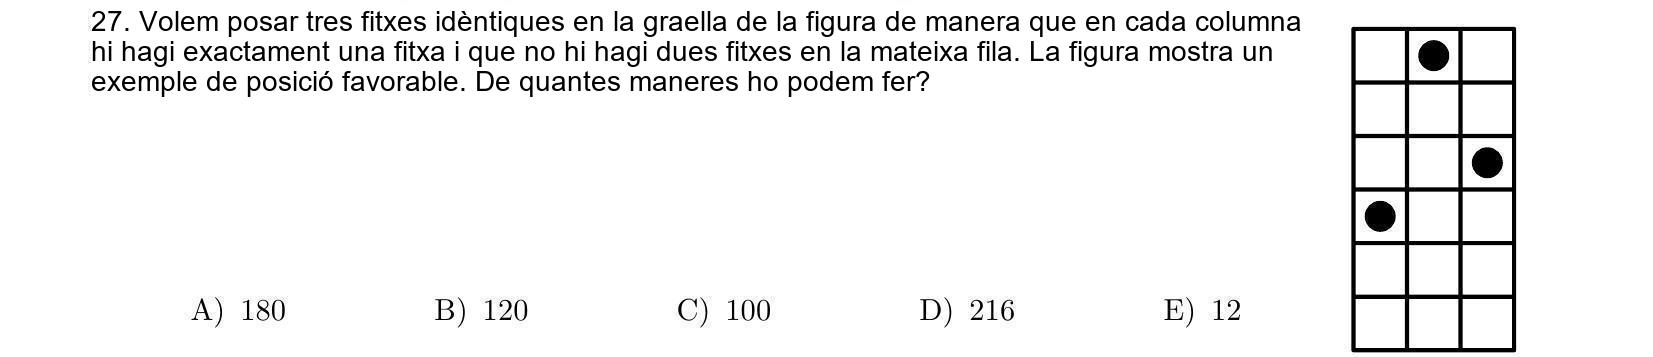 27. Volem posar tres fitxes idèntiques en la graella de la figura de manera que en cada columna
hi hagi exactament una fitxa i que no hi hagi dues fitxes en la mateixa fila. La figura mostra un
exemple de posició favorable. De quantes maneres ho podem fer?
A) 180 B) 120 C) 100 D) 216 E) 12